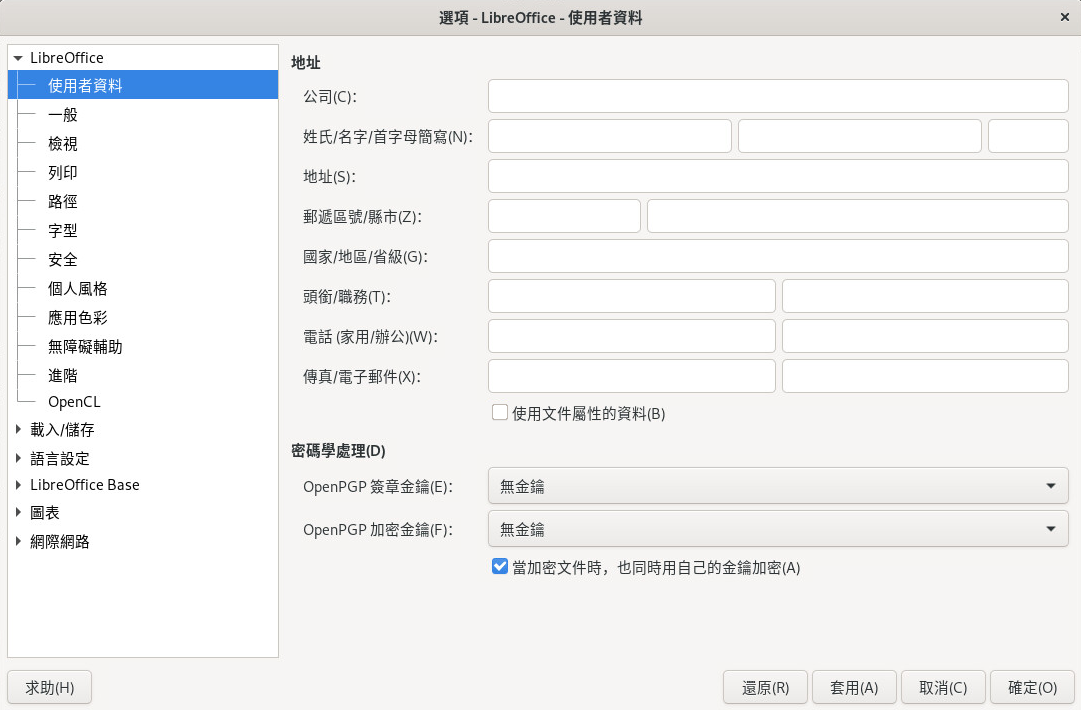 選項 - LibreOffice - 使用者資料
LibreOffice
使用者資料
一般
檢視
列印
路徑
字型
安全
個人風格
應用色彩
無障礙輔助
進階
OpenCL
載入/儲存
語言設定
LibreOffice Base
圖表
網際網路
地址
公司(C)：
姓氏/名字/首字母簡寫(N)：
地址(S)：
郵遞區號/縣市(Z)：
國家/地區/省級(G)：
頭銜/職務(T)：
電話 (家用/辦公)(W)：
傳真/電子郵件(X)：
使用文件屬性的資料(B)
密碼學處理(D)
OpenPGP 簽章金鑰(E)： 無金鑰
OpenPGP 加密金鑰(F)： 無金鑰
當加密文件時，也同時用自己的金鑰加密(A)
求助(H) 還原(R) 套用(A) 取消(C) 確定(O)